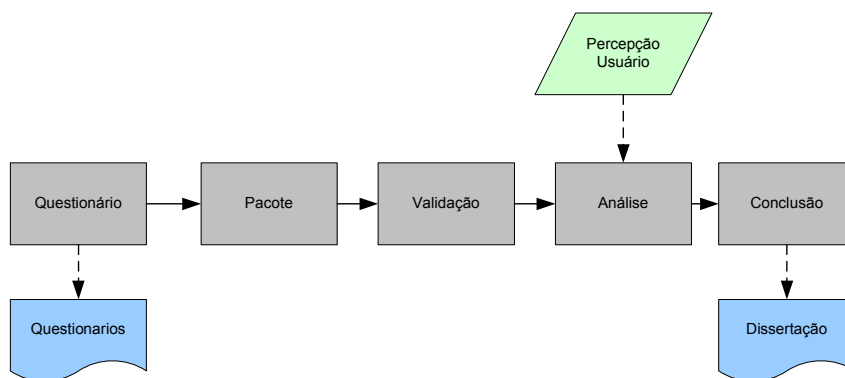 Percepção
Usuário
Questionário
Pacote
Validação
Análise
Conclusão
Questionarios
Dissertação